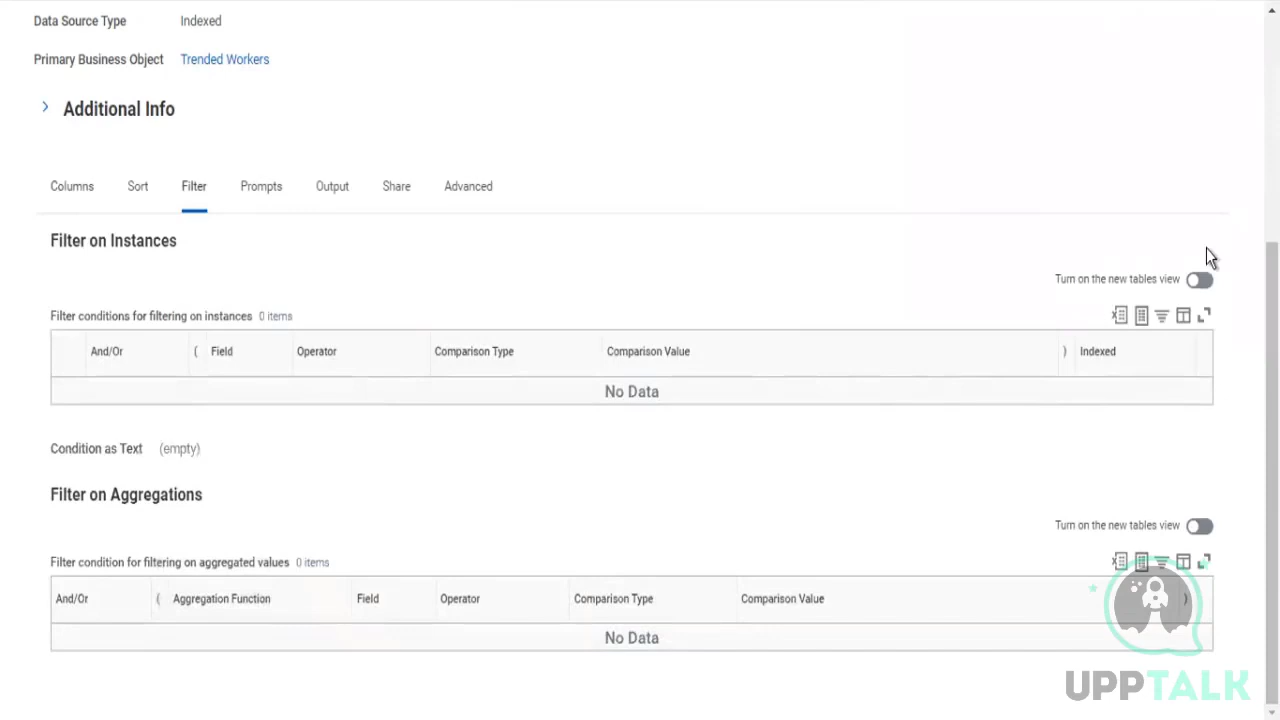 Data Source Type Indexed
Primary Business Object Trended Workers
Additional Info
Columns Sort Filter Prompts Output Share Advanced
Filter on Instances
Turn on the new tables view
Filter conditions for filtering on instances 0 items
And/Or ( Field Operator Comparison Type Comparison Value ) Indexed
No Data
Condition as Text (empty)
Filter on Aggregations
Turn on the new tables view
Filter condition for filtering on aggregated values 0 items
And/Or ( Aggregation Function Field Operator Comparison Type Comparison Value )
No Data
UPPTALK